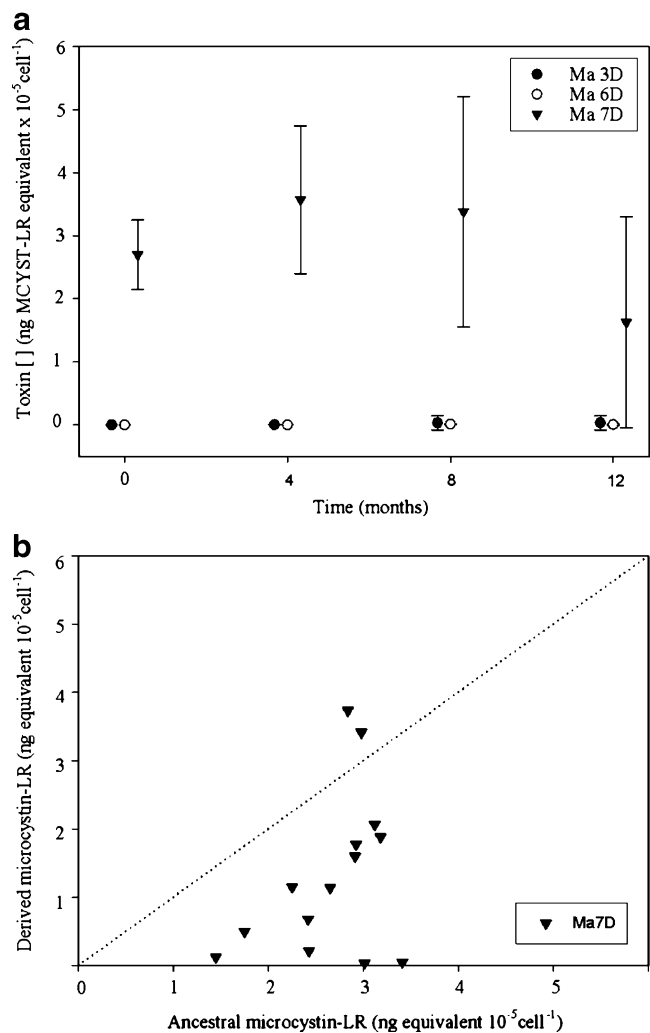 a
Toxin [ ] (ng MCYST-LR equivalent x 10⁻⁵cell⁻¹)
6
5
4
3
2
1
0
Ma 3D
Ma 6D
Ma 7D
0 4 8 12
Time (months)
b
Derived microcystin-LR (ng equivalent 10⁻⁵cell⁻¹)
6
5
4
3
2
1
Ma7D
0 1 2 3 4 5
Ancestral microcystin-LR (ng equivalent 10⁻⁵cell⁻¹)